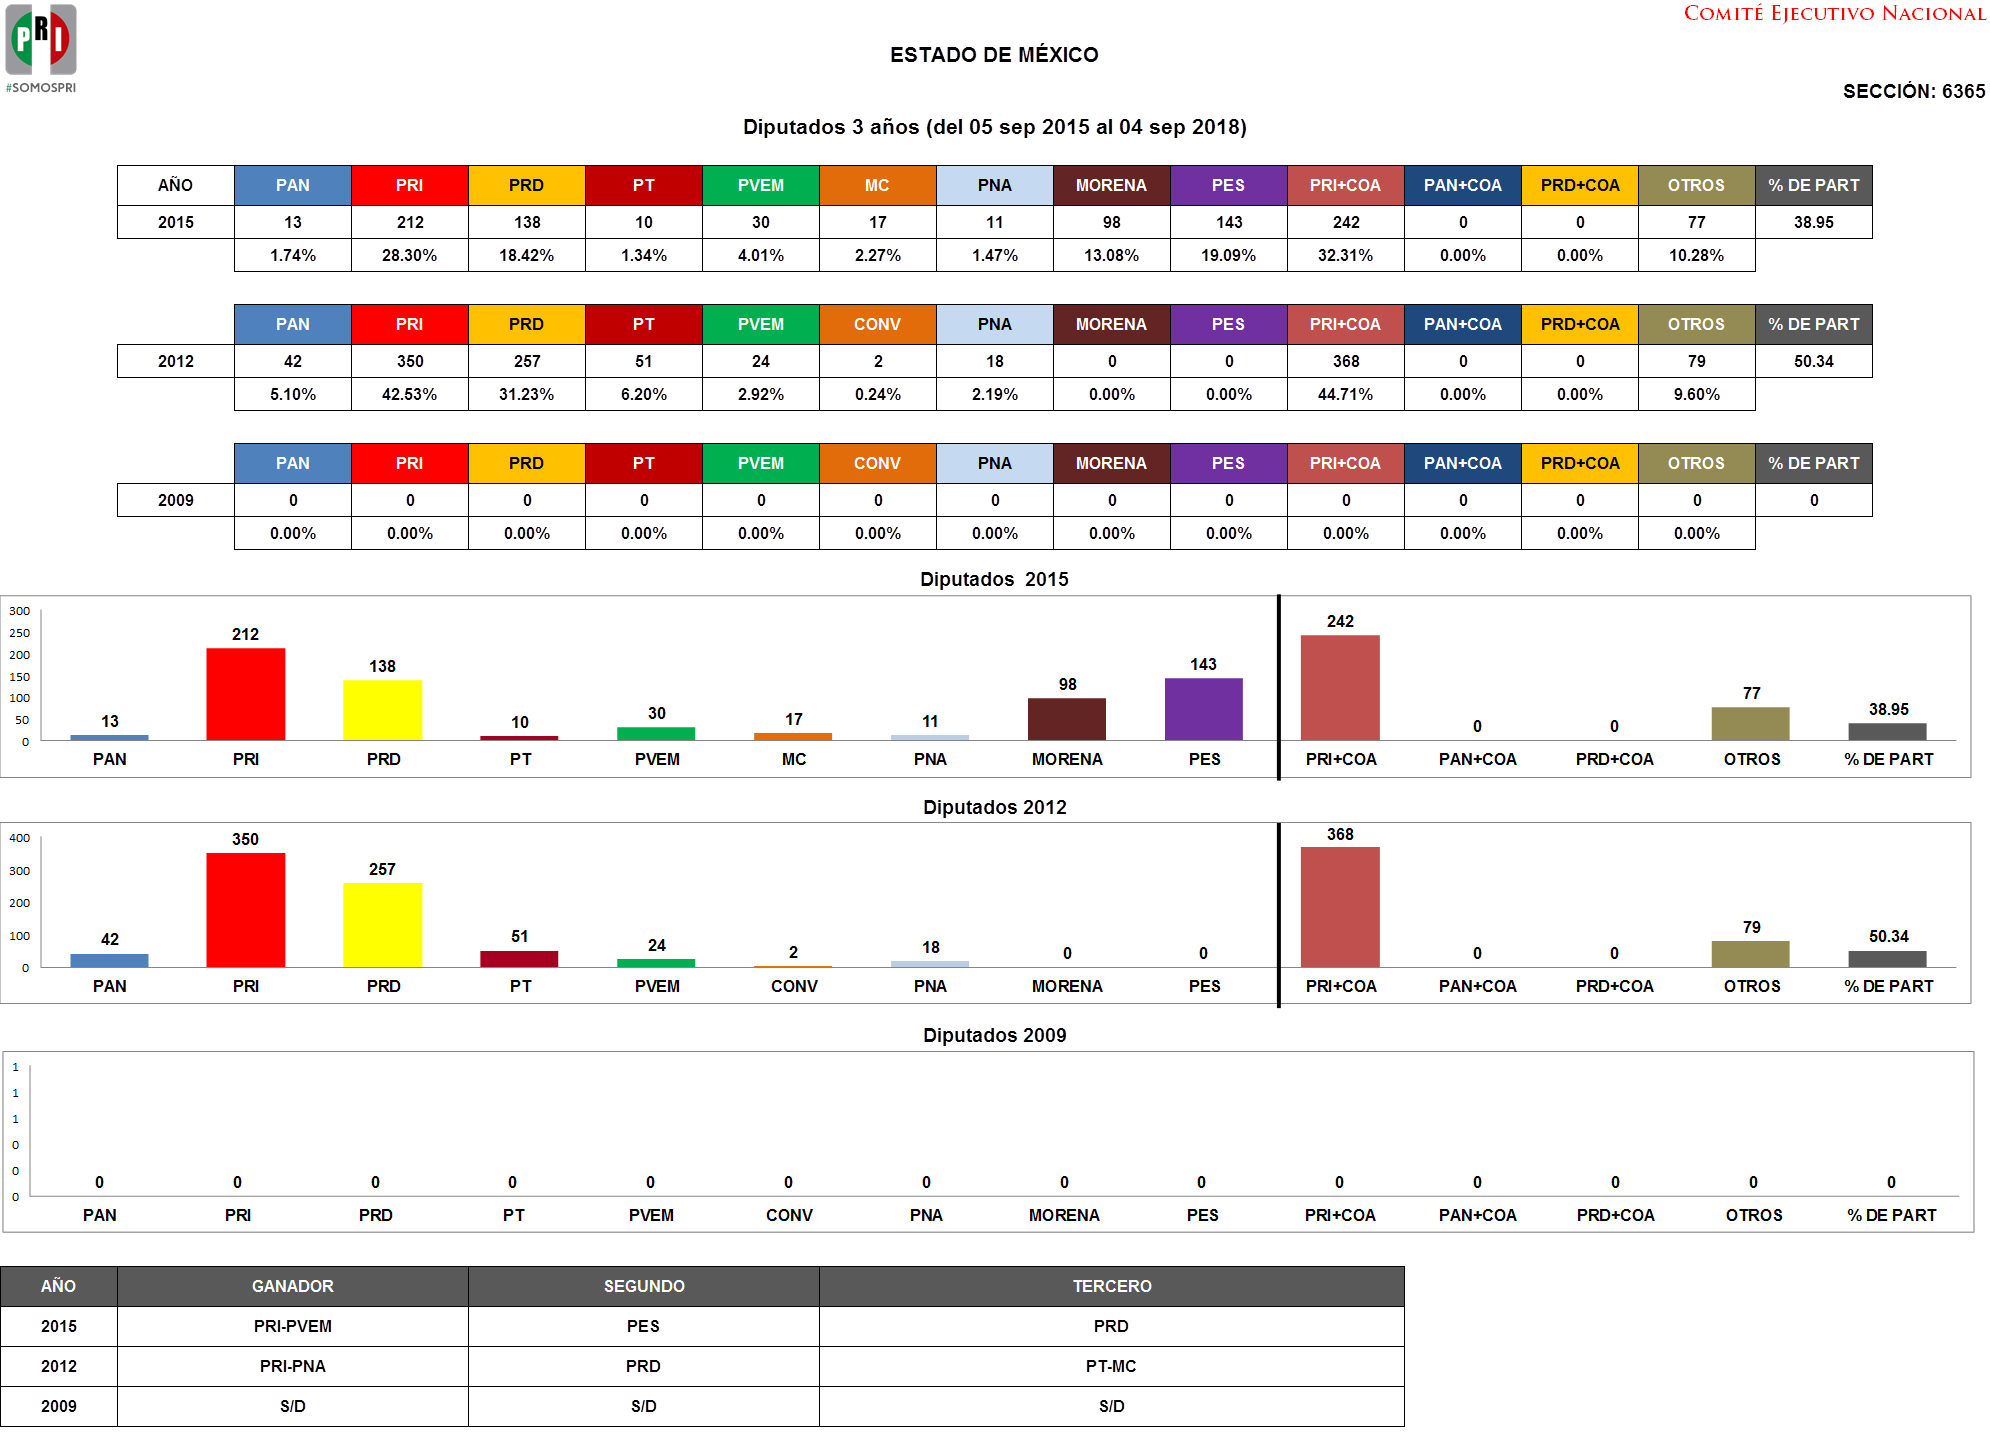 PRI
#SOMOSPRI
COMITÉ EJECUTIVO NACIONAL
ESTADO DE MÉXICO
SECCIÓN: 6365
Diputados 3 años (del 05 sep 2015 al 04 sep 2018)
AÑO PAN PRI PRD PT PVEM MC PNA MORENA PES PRI+COA PAN+COA PRD+COA OTROS % DE PART
2015 13 212 138 10 30 17 11 98 143 242 0 0 77 38.95
1.74% 28.30% 18.42% 1.34% 4.01% 2.27% 1.47% 13.08% 19.09% 32.31% 0.00% 0.00% 10.28%
PAN PRI PRD PT PVEM CONV PNA MORENA PES PRI+COA PAN+COA PRD+COA OTROS % DE PART
2012 42 350 257 51 24 2 18 0 0 368 0 0 79 50.34
5.10% 42.53% 31.23% 6.20% 2.92% 0.24% 2.19% 0.00% 0.00% 44.71% 0.00% 0.00% 9.60%
PAN PRI PRD PT PVEM CONV PNA MORENA PES PRI+COA PAN+COA PRD+COA OTROS % DE PART
2009 0 0 0 0 0 0 0 0 0 0 0 0 0 0
0.00% 0.00% 0.00% 0.00% 0.00% 0.00% 0.00% 0.00% 0.00% 0.00% 0.00% 0.00% 0.00%
Diputados 2015
300
250
200
150
100
50
0
13 212 138 10 30 17 11 98 143 242 0 0 77 38.95
PAN PRI PRD PT PVEM MC PNA MORENA PES PRI+COA PAN+COA PRD+COA OTROS % DE PART
Diputados 2012
400
300
200
100
0
42 350 257 51 24 2 18 0 0 368 0 0 79 50.34
PAN PRI PRD PT PVEM CONV PNA MORENA PES PRI+COA PAN+COA PRD+COA OTROS % DE PART
Diputados 2009
1
1
1
0
0
0
0 0 0 0 0 0 0 0 0 0 0 0 0 0
PAN PRI PRD PT PVEM CONV PNA MORENA PES PRI+COA PAN+COA PRD+COA OTROS % DE PART
AÑO GANADOR SEGUNDO TERCERO
2015 PRI-PVEM PES PRD
2012 PRI-PNA PRD PT-MC
2009 S/D S/D S/D